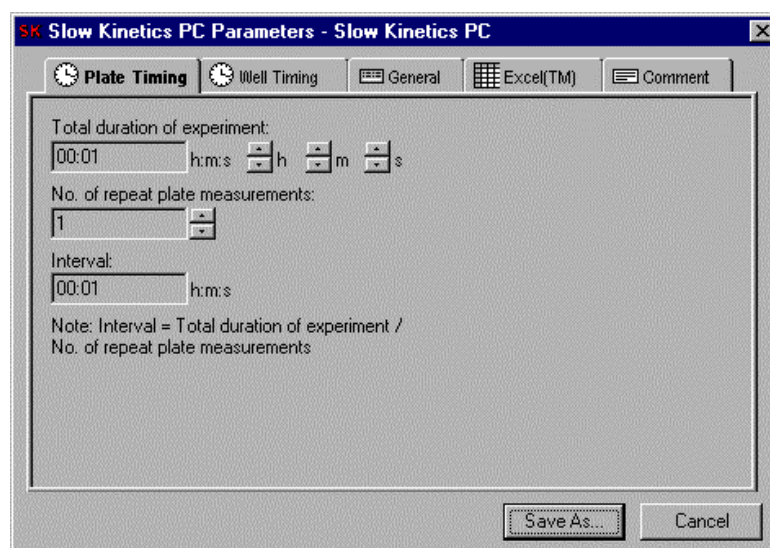 SK Slow Kinetics PC Parameters - Slow Kinetics PC
Plate Timing Well Timing General Excel(TM) Comment
Total duration of experiment:
00:01 h:m:s h m s
No. of repeat plate measurements:
1
Interval:
00:01 h:m:s
Note: Interval = Total duration of experiment /
No. of repeat plate measurements
Save As... Cancel